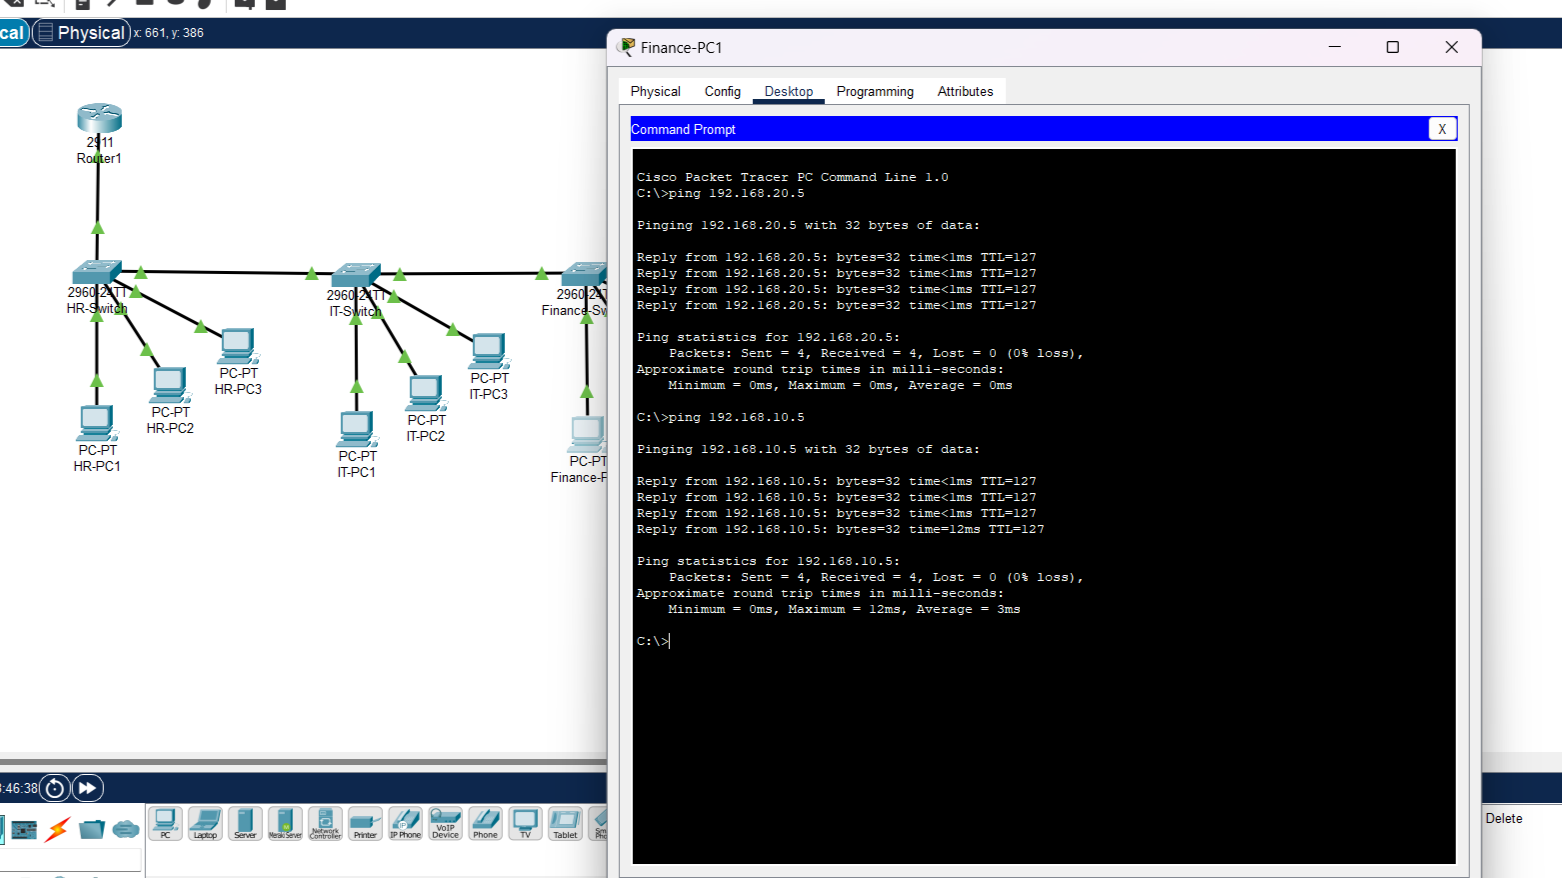 cal
Physical
x: 661, y: 386
2911
Router1
2960-24TT
HR-Switch
2960-24TT
IT-Switch
2960-24T
Finance-Sw
PC-PT
HR-PC3
PC-PT
HR-PC2
PC-PT
HR-PC1
PC-PT
IT-PC3
PC-PT
IT-PC2
PC-PT
IT-PC1
PC-PT
Finance-P
Finance-PC1
Physical Config Desktop Programming Attributes
Command Prompt
X
Cisco Packet Tracer PC Command Line 1.0
C:\>ping 192.168.20.5
Pinging 192.168.20.5 with 32 bytes of data:
Reply from 192.168.20.5: bytes=32 time<1ms TTL=127
Reply from 192.168.20.5: bytes=32 time<1ms TTL=127
Reply from 192.168.20.5: bytes=32 time<1ms TTL=127
Reply from 192.168.20.5: bytes=32 time<1ms TTL=127
Ping statistics for 192.168.20.5:
Packets: Sent = 4, Received = 4, Lost = 0 (0% loss),
Approximate round trip times in milli-seconds:
Minimum = 0ms, Maximum = 0ms, Average = 0ms
C:\>ping 192.168.10.5
Pinging 192.168.10.5 with 32 bytes of data:
Reply from 192.168.10.5: bytes=32 time<1ms TTL=127
Reply from 192.168.10.5: bytes=32 time<1ms TTL=127
Reply from 192.168.10.5: bytes=32 time<1ms TTL=127
Reply from 192.168.10.5: bytes=32 time=12ms TTL=127
Ping statistics for 192.168.10.5:
Packets: Sent = 4, Received = 4, Lost = 0 (0% loss),
Approximate round trip times in milli-seconds:
Minimum = 0ms, Maximum = 12ms, Average = 3ms
C:\>
:46:38
PC
Laptop
Server
Meraki Server
Network Controller
Printer
IP Phone
VoIP Device
Phone
TV
Tablet
Delete